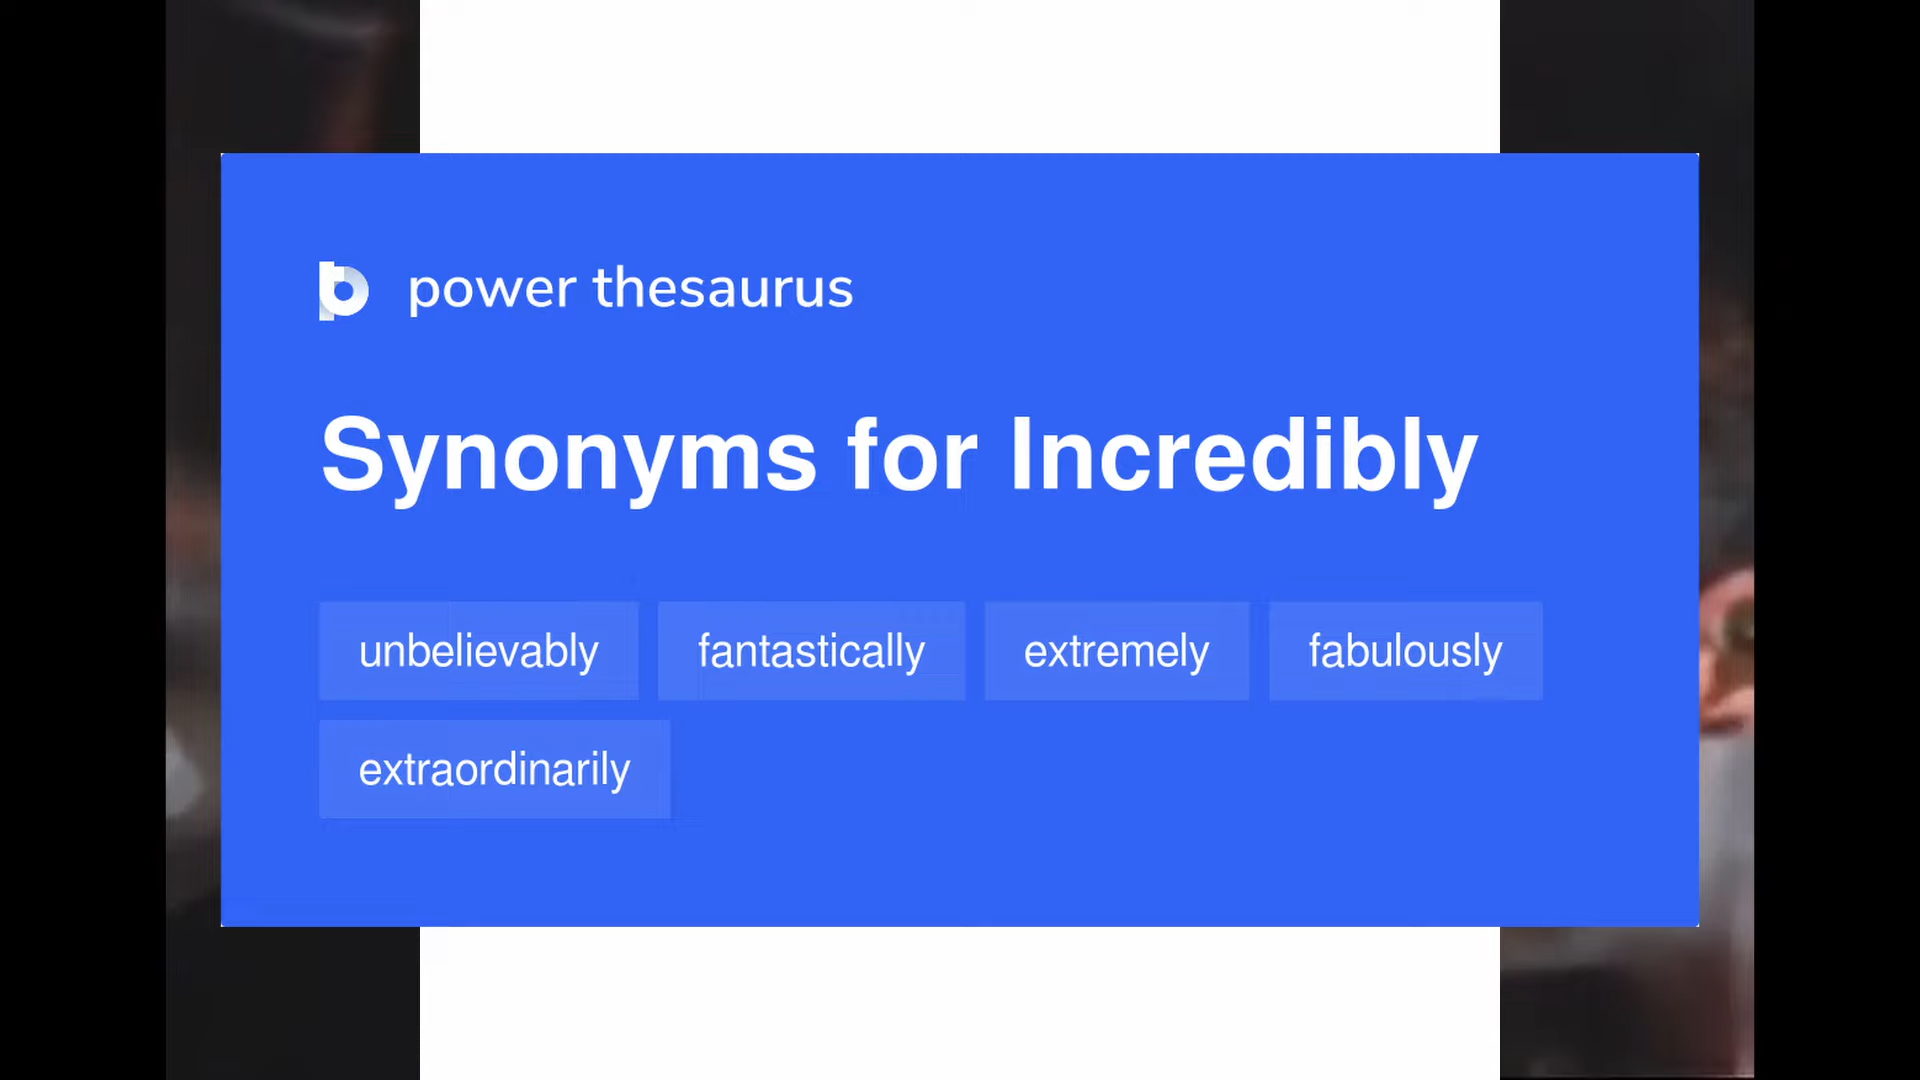 power thesaurus
Synonyms for Incredibly
unbelievably fantastically extremely fabulously
extraordinarily